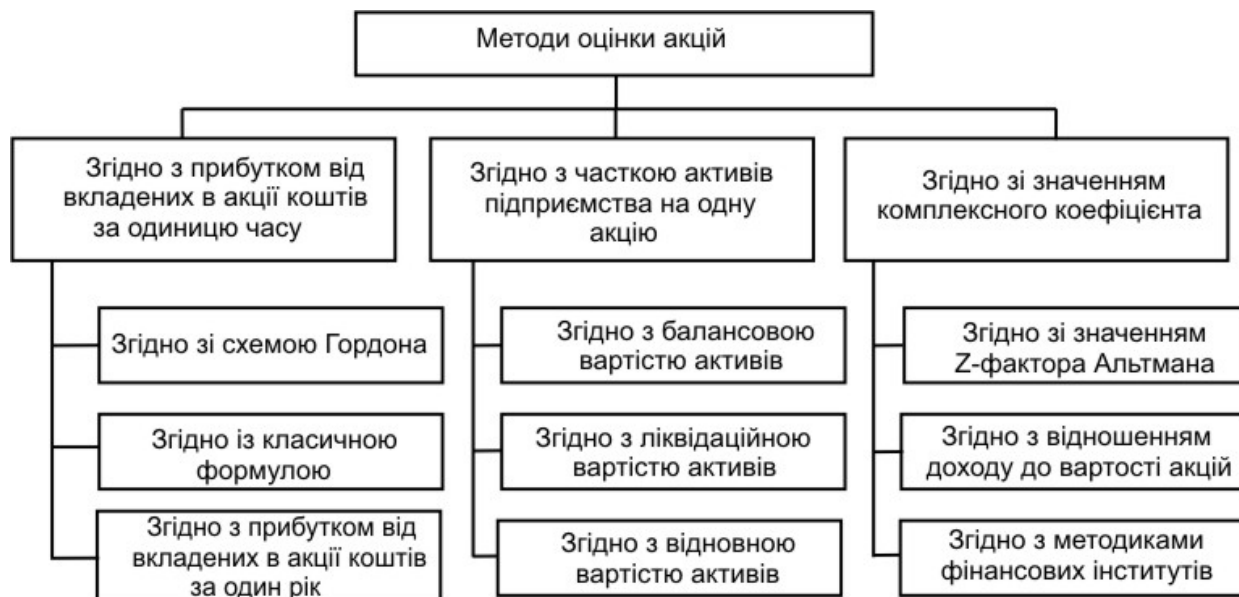 Методи оцінки акцій
Згідно з прибутком від
вкладених в акції коштів
за одиницю часу
Згідно зі схемою Гордона
Згідно із класичною
формулою
Згідно з прибутком від
вкладених в акції коштів
за один рік
Згідно з часткою активів
підприємства на одну
акцію
Згідно з балансовою
вартістю активів
Згідно з ліквідаційною
вартістю активів
Згідно з відновною
вартістю активів
Згідно зі значенням
комплексного коефіцієнта
Згідно зі значенням
Z-фактора Альтмана
Згідно з відношенням
доходу до вартості акцій
Згідно з методиками
фінансових інститутів